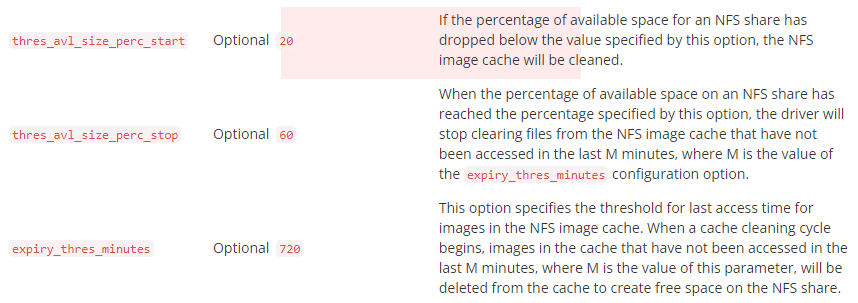 thres_avl_size_perc_start Optional 20 If the percentage of available space for an NFS share has
dropped below the value specified by this option, the NFS
image cache will be cleaned.
When the percentage of available space on an NFS share has
reached the percentage specified by this option, the driver will
thres_avl_size_perc_stop Optional 60 stop clearing files from the NFS image cache that have not
been accessed in the last M minutes, where M is the value of
the expiry_thres_minutes configuration option.
This option specifies the threshold for last access time for
images in the NFS image cache. When a cache cleaning cycle
expiry_thres_minutes Optional 720 begins, images in the cache that have not been accessed in the
last M minutes, where M is the value of this parameter, will be
deleted from the cache to create free space on the NFS share.